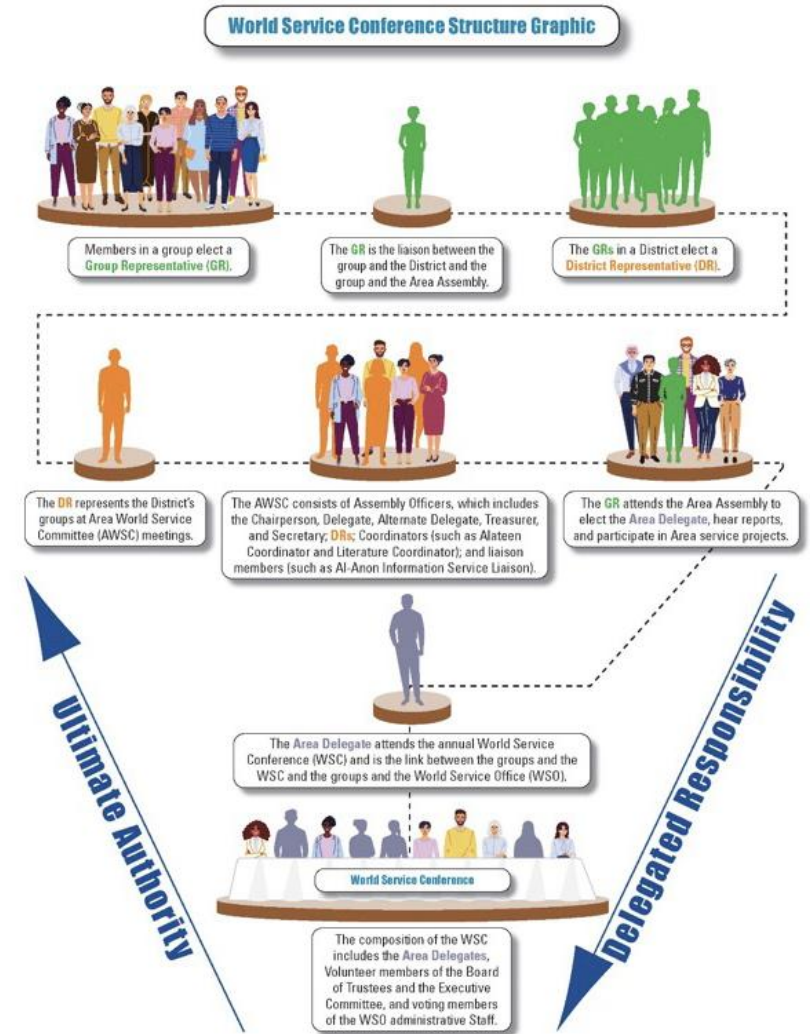 World Service Conference Structure Graphic
Members in a group elect a
Group Representative (GR).
The GR is the liaison between the
group and the District and the
group and the Area Assembly.
The GRs in a District elect a
District Representative (DR).
The DR represents the District's
groups at Area World Service
Committee (AWSC) meetings.
The AWSC consists of Assembly Officers, which includes
the Chairperson, Delegate, Alternate Delegate, Treasurer,
and Secretary; DRs; Coordinators (such as Alateen
Coordinator and Literature Coordinator); and liaison
members (such as Al-Anon Information Service Liaison).
The GR attends the Area Assembly to
elect the Area Delegate, hear reports,
and participate in Area service projects.
Ultimate Authority
Delegated Responsibility
The Area Delegate attends the annual World Service
Conference (WSC) and is the link between the groups and the
WSC and the groups and the World Service Office (WSO).
World Service Conference
The composition of the WSC
includes the Area Delegates,
Volunteer members of the Board
of Trustees and the Executive
Committee, and voting members
of the WSO administrative Staff.